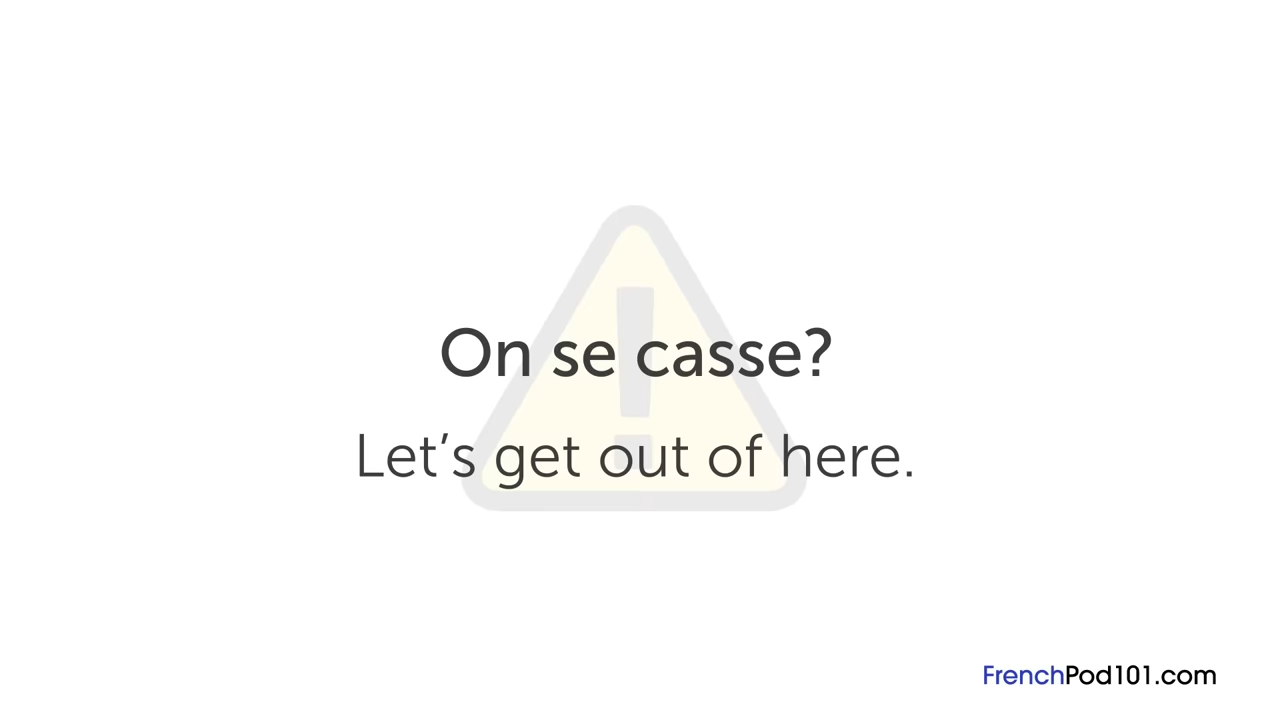 On se casse?
Let’s get out of here.
FrenchPod101.com